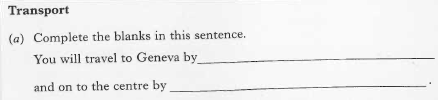 Transport
(a) Complete the blanks in this sentence.
You will travel to Geneva by
and on to the centre by .